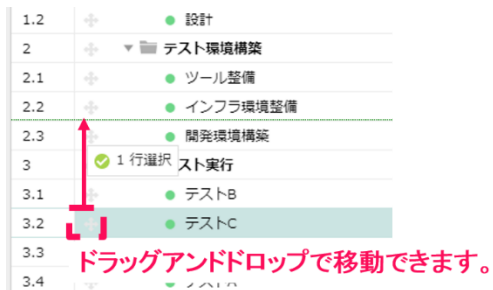 1.2 設計
2 テスト環境構築
2.1 ツール整備
2.2 インフラ環境整備
2.3 開発環境構築
1 行選択
3 スト実行
3.1 テストB
3.2 テストC
3.3
ドラッグアンドドロップで移動できます。
3.4